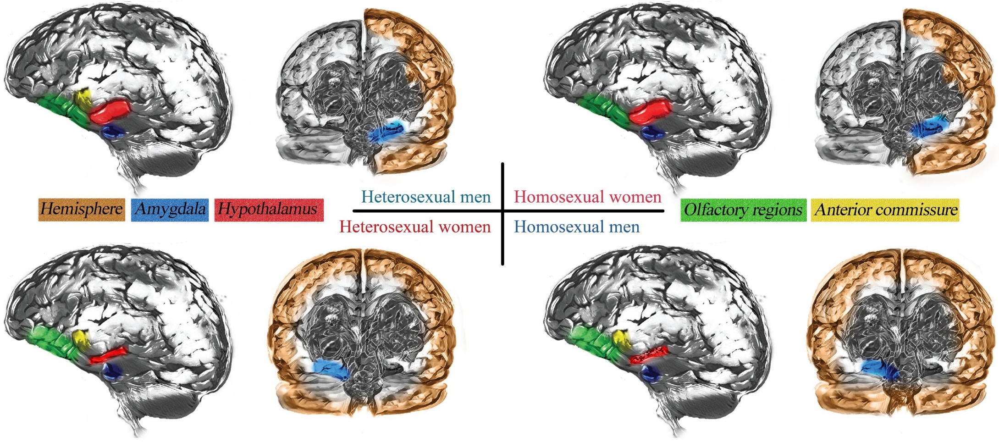 Heterosexual men
Homosexual women
Hemisphere
Amygdala
Hypothalamus
Olfactory regions
Anterior commissure
Heterosexual women
Homosexual men